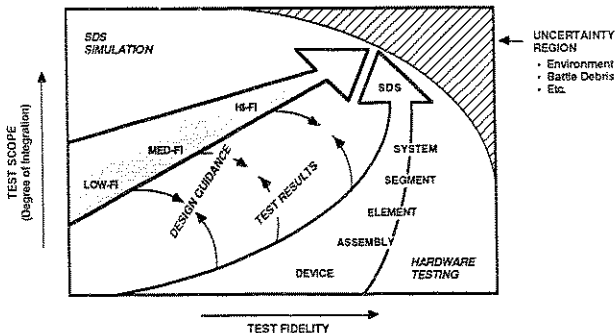 SDS
SIMULATION
UNCERTAINTY
REGION
• Environment
• Battle Debris
• Etc.
TEST SCOPE
(Degree of Integration)
HI-FI
MED-FI
LOW-FI
DESIGN GUIDANCE
TEST RESULTS
SDS
SYSTEM
SEGMENT
ELEMENT
ASSEMBLY
DEVICE
HARDWARE
TESTING
TEST FIDELITY